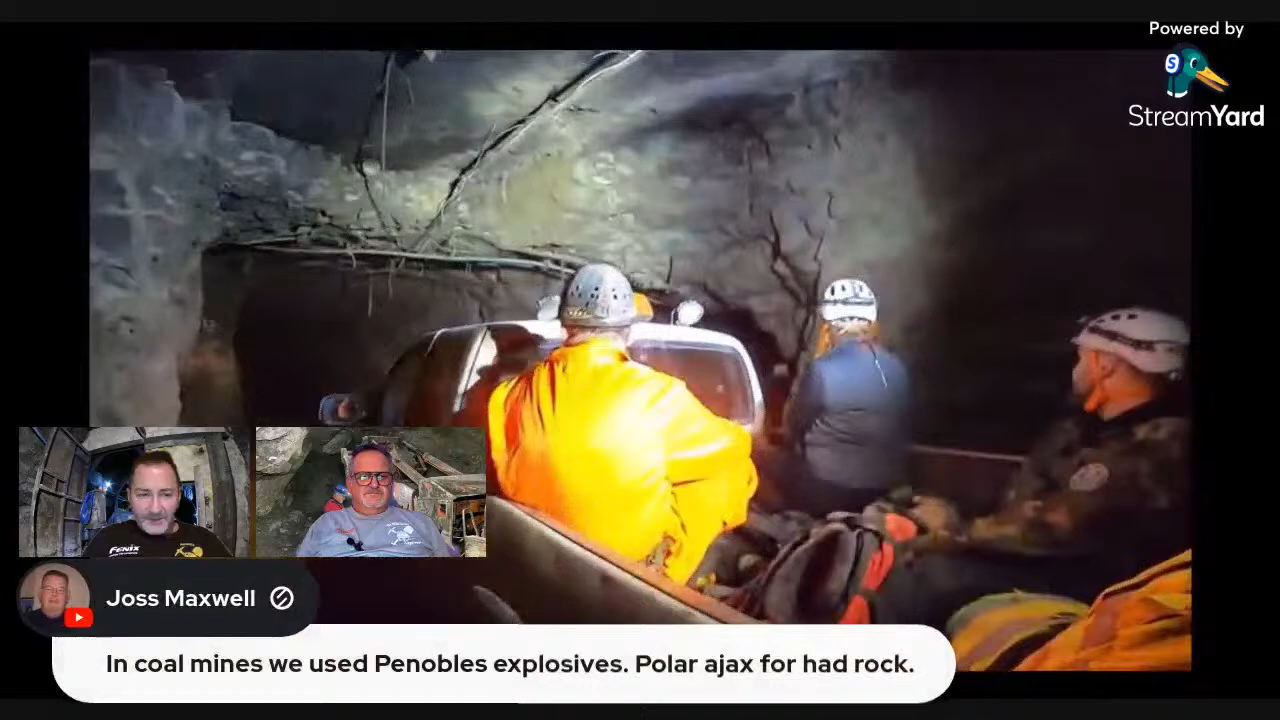 Powered by
StreamYard
FENIX
Joss Maxwell
In coal mines we used Penobles explosives. Polar ajax for had rock.